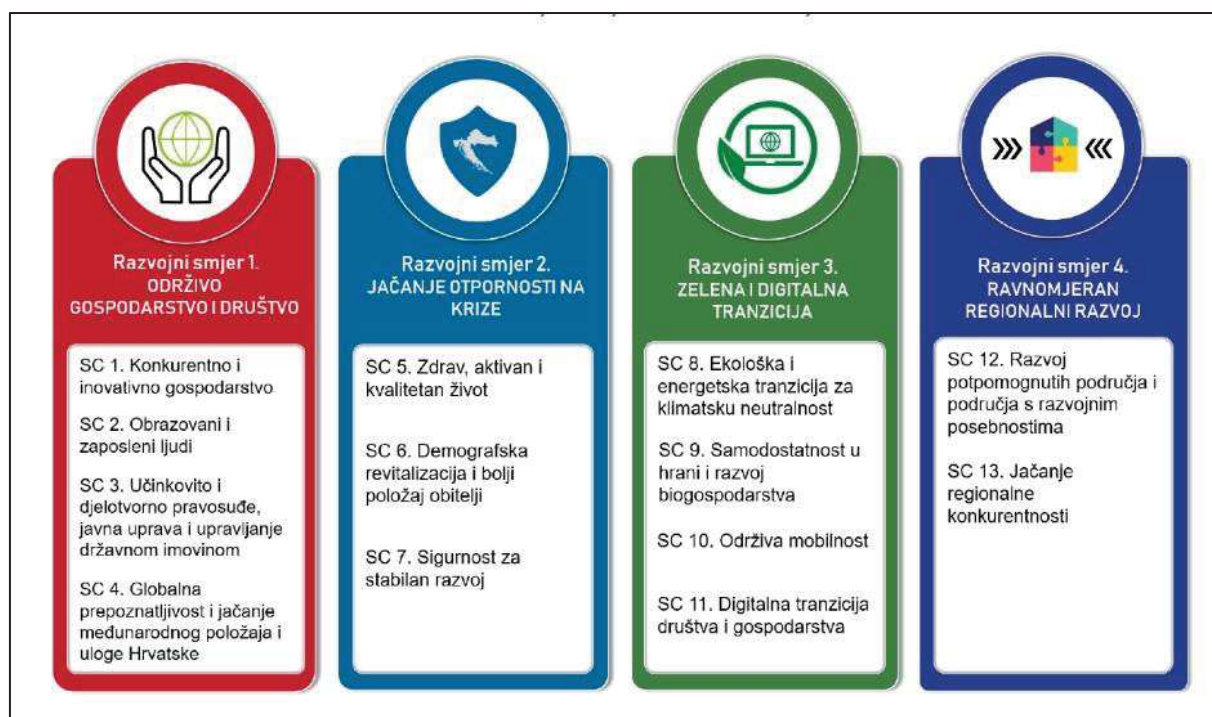 Razvojni smjer 1.
ODRŽIVO
GOSPODARSTVO I DRUŠTVO
SC 1. Konkurentno i
inovativno gospodarstvo
SC 2. Obrazovani i
zaposleni ljudi
SC 3. Učinkovito i
djelotvorno pravosuđe,
javna uprava i upravljanje
državnom imovinom
SC 4. Globalna
prepoznatljivost i jačanje
međunarodnog položaja i
uloge Hrvatske
Razvojni smjer 2.
JAČANJE OTPORNOSTI NA
KRIZE
SC 5. Zdrav, aktivan i
kvalitetan život
SC 6. Demografska
revitalizacija i bolji
položaj obitelji
SC 7. Sigurnost za
stabilan razvoj
Razvojni smjer 3.
ZELENA I DIGITALNA
TRANZICIJA
SC 8. Ekološka i
energetska tranzicija za
klimatsku neutralnost
SC 9. Samodostatnost u
hrani i razvoj
biogospodarstva
SC 10. Održiva mobilnost
SC 11. Digitalna tranzicija
društva i gospodarstva
Razvojni smjer 4.
RAVNOMJERAN
REGIONALNI RAZVOJ
SC 12. Razvoj
potpomognutih područja i
područja s razvojnim
posebnostima
SC 13. Jačanje
regionalne
konkurentnosti